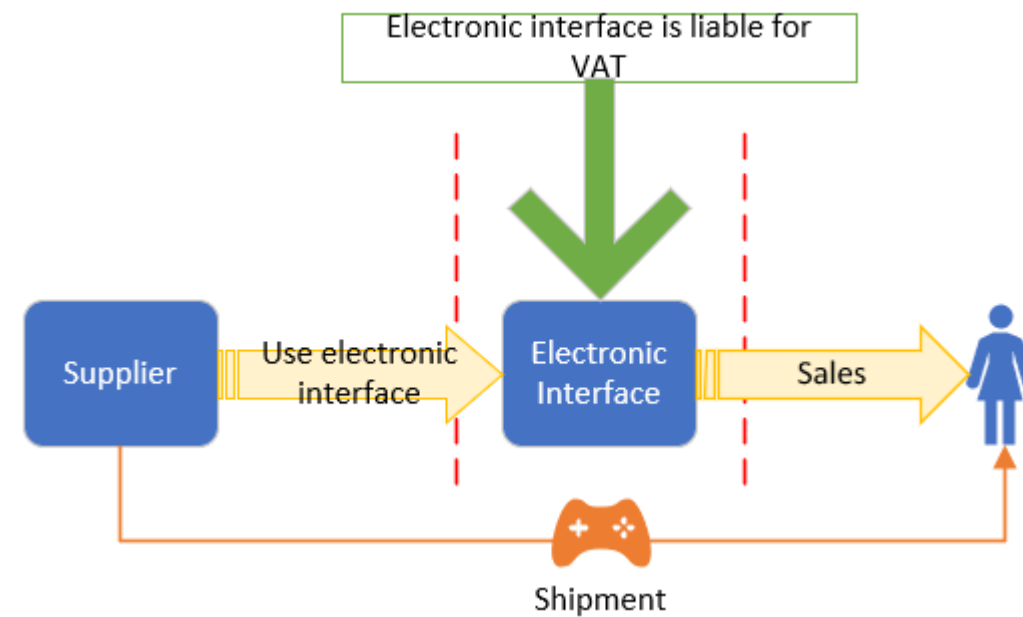 Electronic interface is liable for
VAT
Supplier
Use electronic
interface
Electronic
Interface
Sales
Shipment